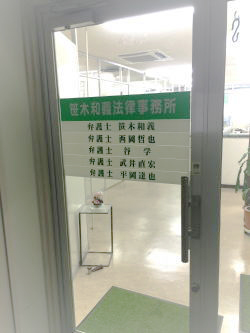 笹木和義法律事務所
弁護士 笹木和義
弁護士 西岡哲也
弁護士 谷 学
弁護士 武井直宏
弁護士 平岡達也